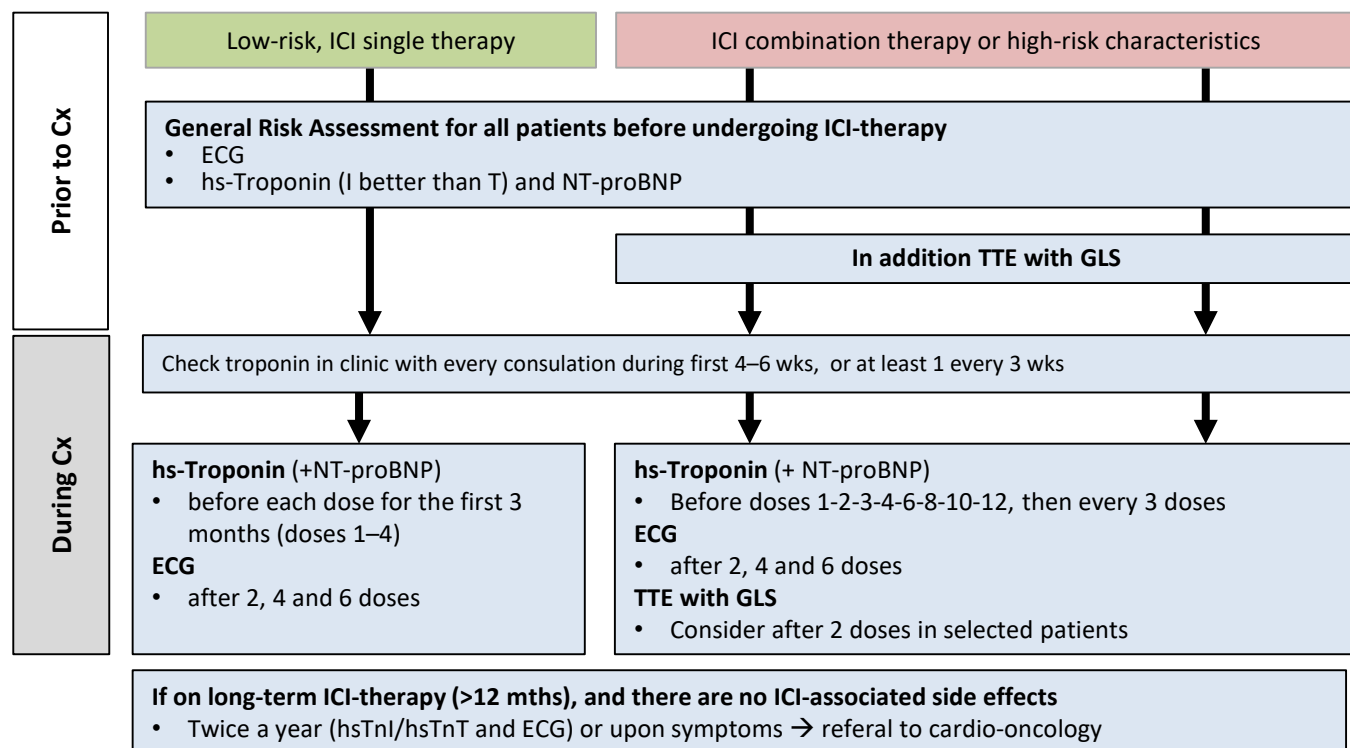 Low-risk, ICI single therapy
ICI combination therapy or high-risk characteristics
Prior to Cx
General Risk Assessment for all patients before undergoing ICI-therapy
• ECG
• hs-Troponin (I better than T) and NT-proBNP
In addition TTE with GLS
During Cx
Check troponin in clinic with every consulation during first 4–6 wks, or at least 1 every 3 wks
hs-Troponin (+NT-proBNP)
• before each dose for the first 3
months (doses 1–4)
ECG
• after 2, 4 and 6 doses
hs-Troponin (+ NT-proBNP)
• Before doses 1-2-3-4-6-8-10-12, then every 3 doses
ECG
• after 2, 4 and 6 doses
TTE with GLS
• Consider after 2 doses in selected patients
If on long-term ICI-therapy (>12 mths), and there are no ICI-associated side effects
• Twice a year (hsTnI/hsTnT and ECG) or upon symptoms → referal to cardio-oncology